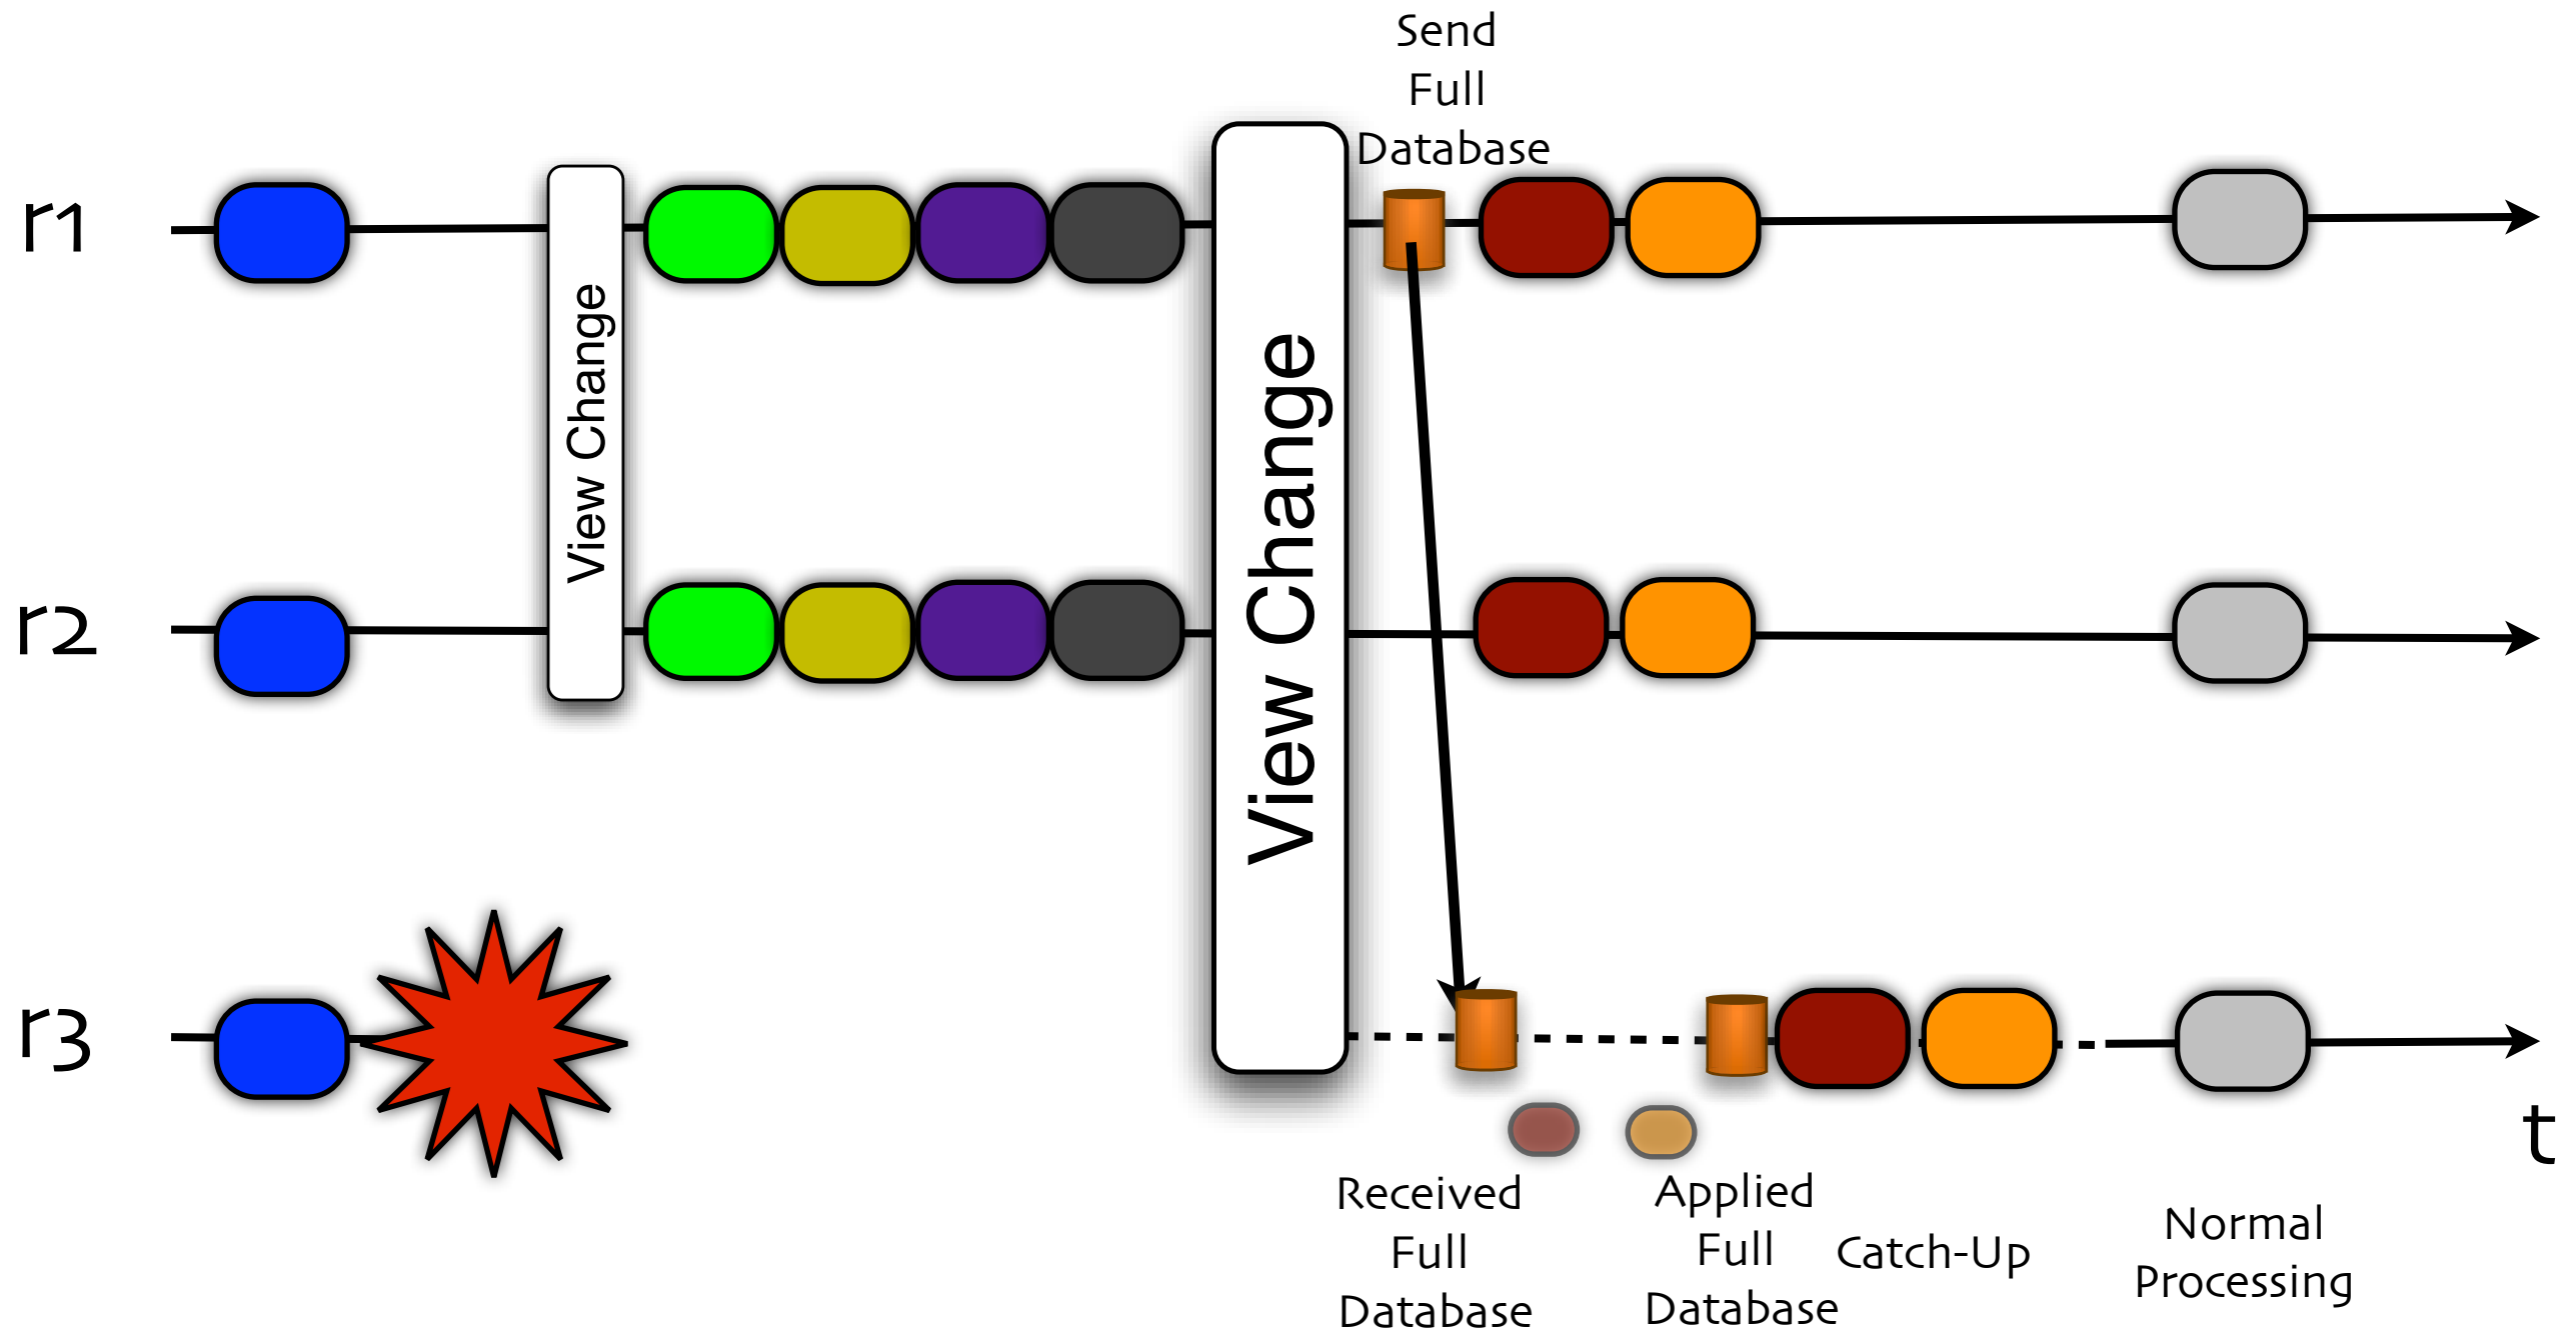 Send
Full
Database
r1
View Change
View Change
r2
r3
t
Received
Full
Database
Applied
Full
Database
Catch-Up
Normal
Processing